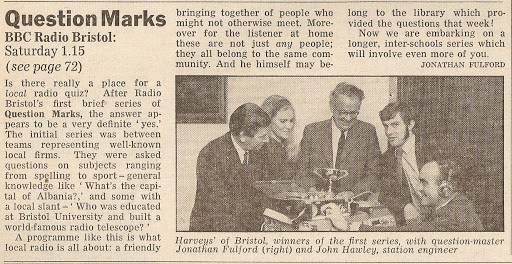 Question Marks
BBC Radio Bristol:
Saturday 1.15
(see page 72)
Is there really a place for a
local radio quiz? After Radio
Bristol's first brief series of
Question Marks, the answer ap-
pears to be a very definite 'yes.'
The initial series was between
teams representing well-known
local firms. They were asked
questions on subjects ranging
from spelling to sport – general
knowledge like 'What's the capi-
tal of Albania?,' and some with
a local slant – 'Who was educated
at Bristol University and built a
world-famous radio telescope?'
A programme like this is what
local radio is all about: a friendly
bringing together of people who
might not otherwise meet. More-
over for the listener at home
these are not just any people;
they all belong to the same com-
munity. And he himself may be-
long to the library which pro-
vided the questions that week!
Now we are embarking on a
longer, inter-schools series which
will involve even more of you.
JONATHAN FULFORD
Harveys' of Bristol, winners of the first series, with question-master
Jonathan Fulford (right) and John Hawley, station engineer